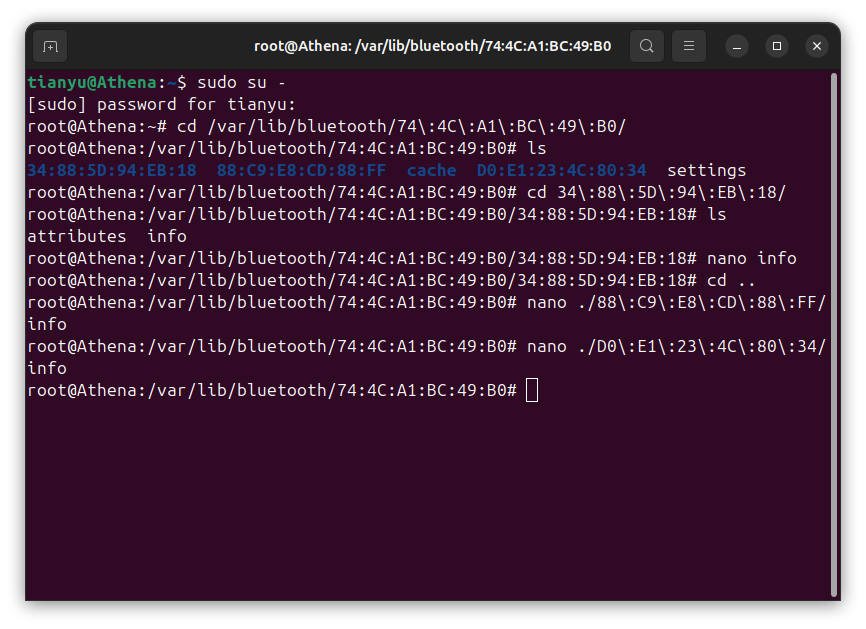 root@Athena: /var/lib/bluetooth/74:4C:A1:BC:49:B0
tianyu@Athena:~$ sudo su -
[sudo] password for tianyu:
root@Athena:~# cd /var/lib/bluetooth/74\:4C\:A1\:BC\:49\:B0/
root@Athena:/var/lib/bluetooth/74:4C:A1:BC:49:B0# ls
34:88:5D:94:EB:18  88:C9:E8:CD:88:FF  cache  D0:E1:23:4C:80:34  settings
root@Athena:/var/lib/bluetooth/74:4C:A1:BC:49:B0# cd 34\:88\:5D\:94\:EB\:18/
root@Athena:/var/lib/bluetooth/74:4C:A1:BC:49:B0/34:88:5D:94:EB:18# ls
attributes  info
root@Athena:/var/lib/bluetooth/74:4C:A1:BC:49:B0/34:88:5D:94:EB:18# nano info
root@Athena:/var/lib/bluetooth/74:4C:A1:BC:49:B0/34:88:5D:94:EB:18# cd ..
root@Athena:/var/lib/bluetooth/74:4C:A1:BC:49:B0# nano ./88\:C9\:E8\:CD\:88\:FF/
info
root@Athena:/var/lib/bluetooth/74:4C:A1:BC:49:B0# nano ./D0\:E1\:23\:4C\:80\:34/
info
root@Athena:/var/lib/bluetooth/74:4C:A1:BC:49:B0#